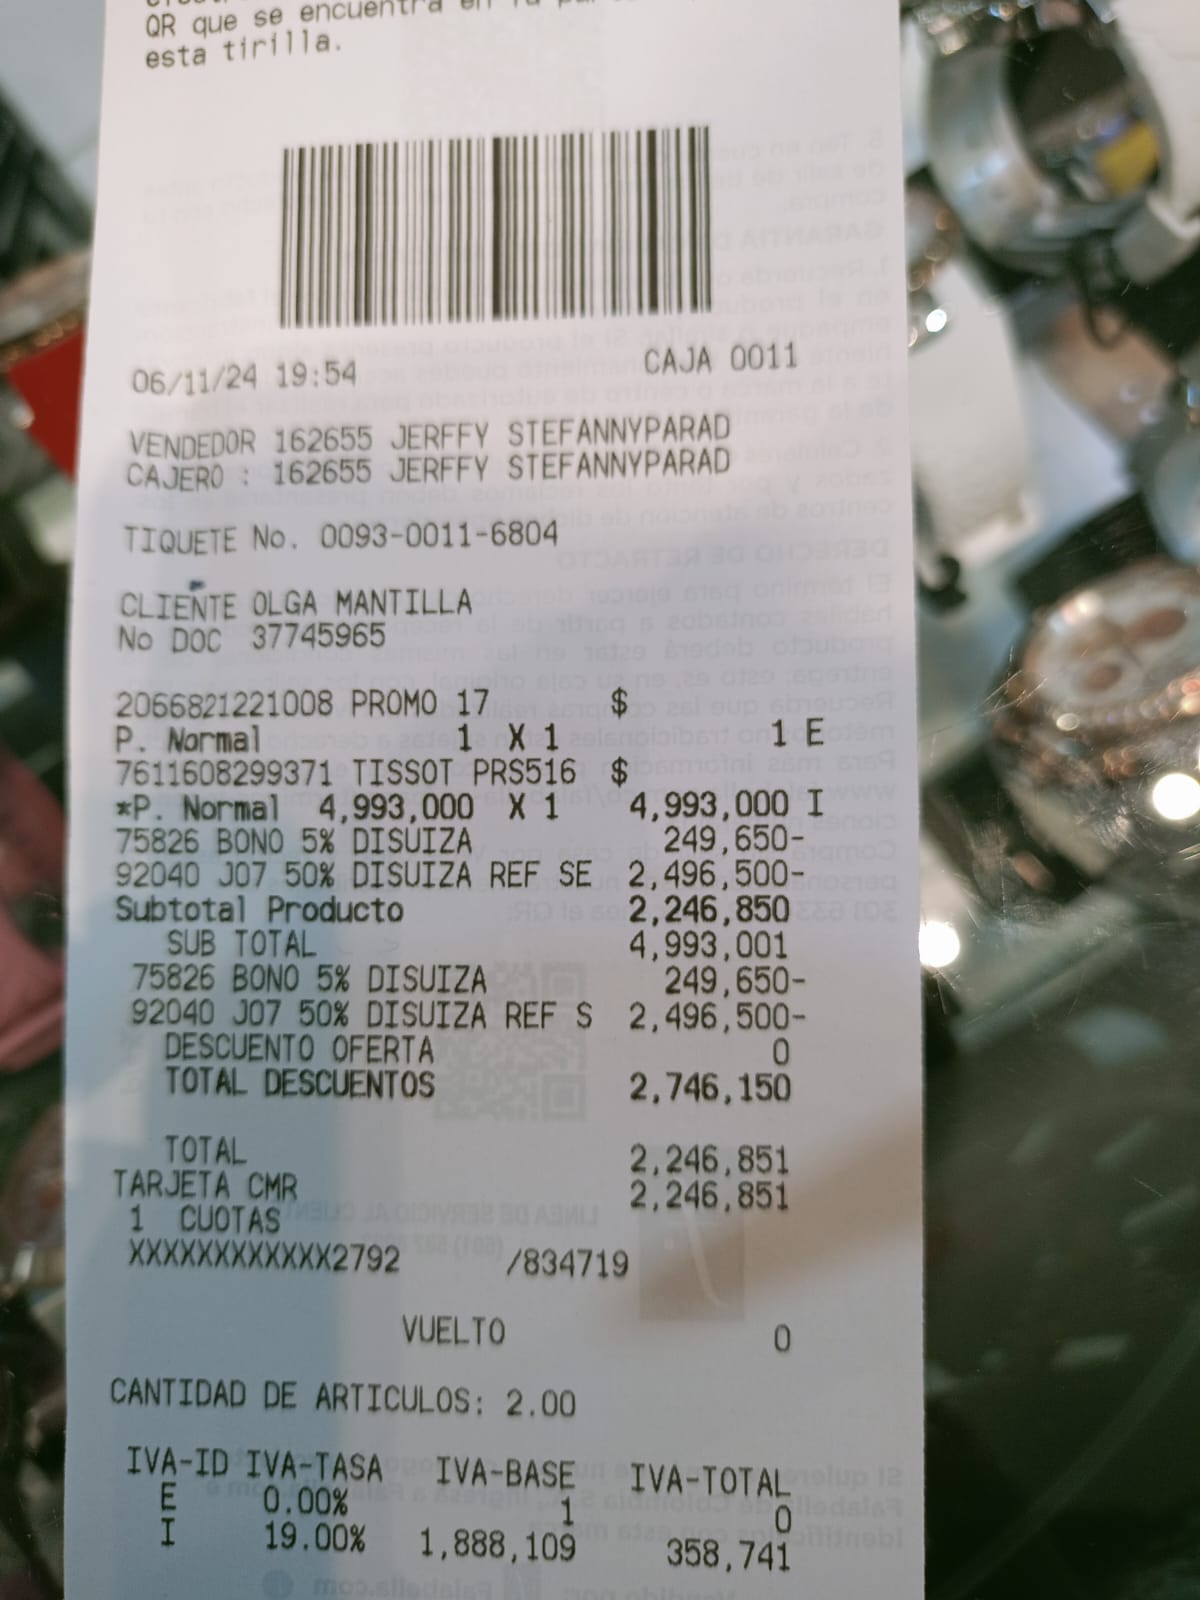 QR que se encuentra en
esta tirilla.
06/11/24 19:54 CAJA 0011
VENDEDOR 162655 JERFFY STEFANNYPARAD
CAJERO : 162655 JERFFY STEFANNYPARAD
TIQUETE No. 0093-0011-6804
CLIENTE OLGA MANTILLA
No DOC 37745965
2066821221008 PROMO 17 $
P. Normal 1 X 1 1 E
7611608299371 TISSOT PRS516 $
*P. Normal 4,993,000 X 1 4,993,000 I
75826 BONO 5% DISUIZA 249,650-
92040 J07 50% DISUIZA REF SE 2,496,500-
Subtotal Producto 2,246,850
SUB TOTAL 4,993,001
75826 BONO 5% DISUIZA 249,650-
92040 J07 50% DISUIZA REF S 2,496,500-
DESCUENTO OFERTA 0
TOTAL DESCUENTOS 2,746,150
TOTAL 2,246,851
TARJETA CMR 2,246,851
1 CUOTAS
XXXXXXXXXXXX2792 /834719
VUELTO 0
CANTIDAD DE ARTICULOS: 2.00
IVA-ID IVA-TASA IVA-BASE IVA-TOTAL
E 0.00% 1 0
I 19.00% 1,888,109 358,741